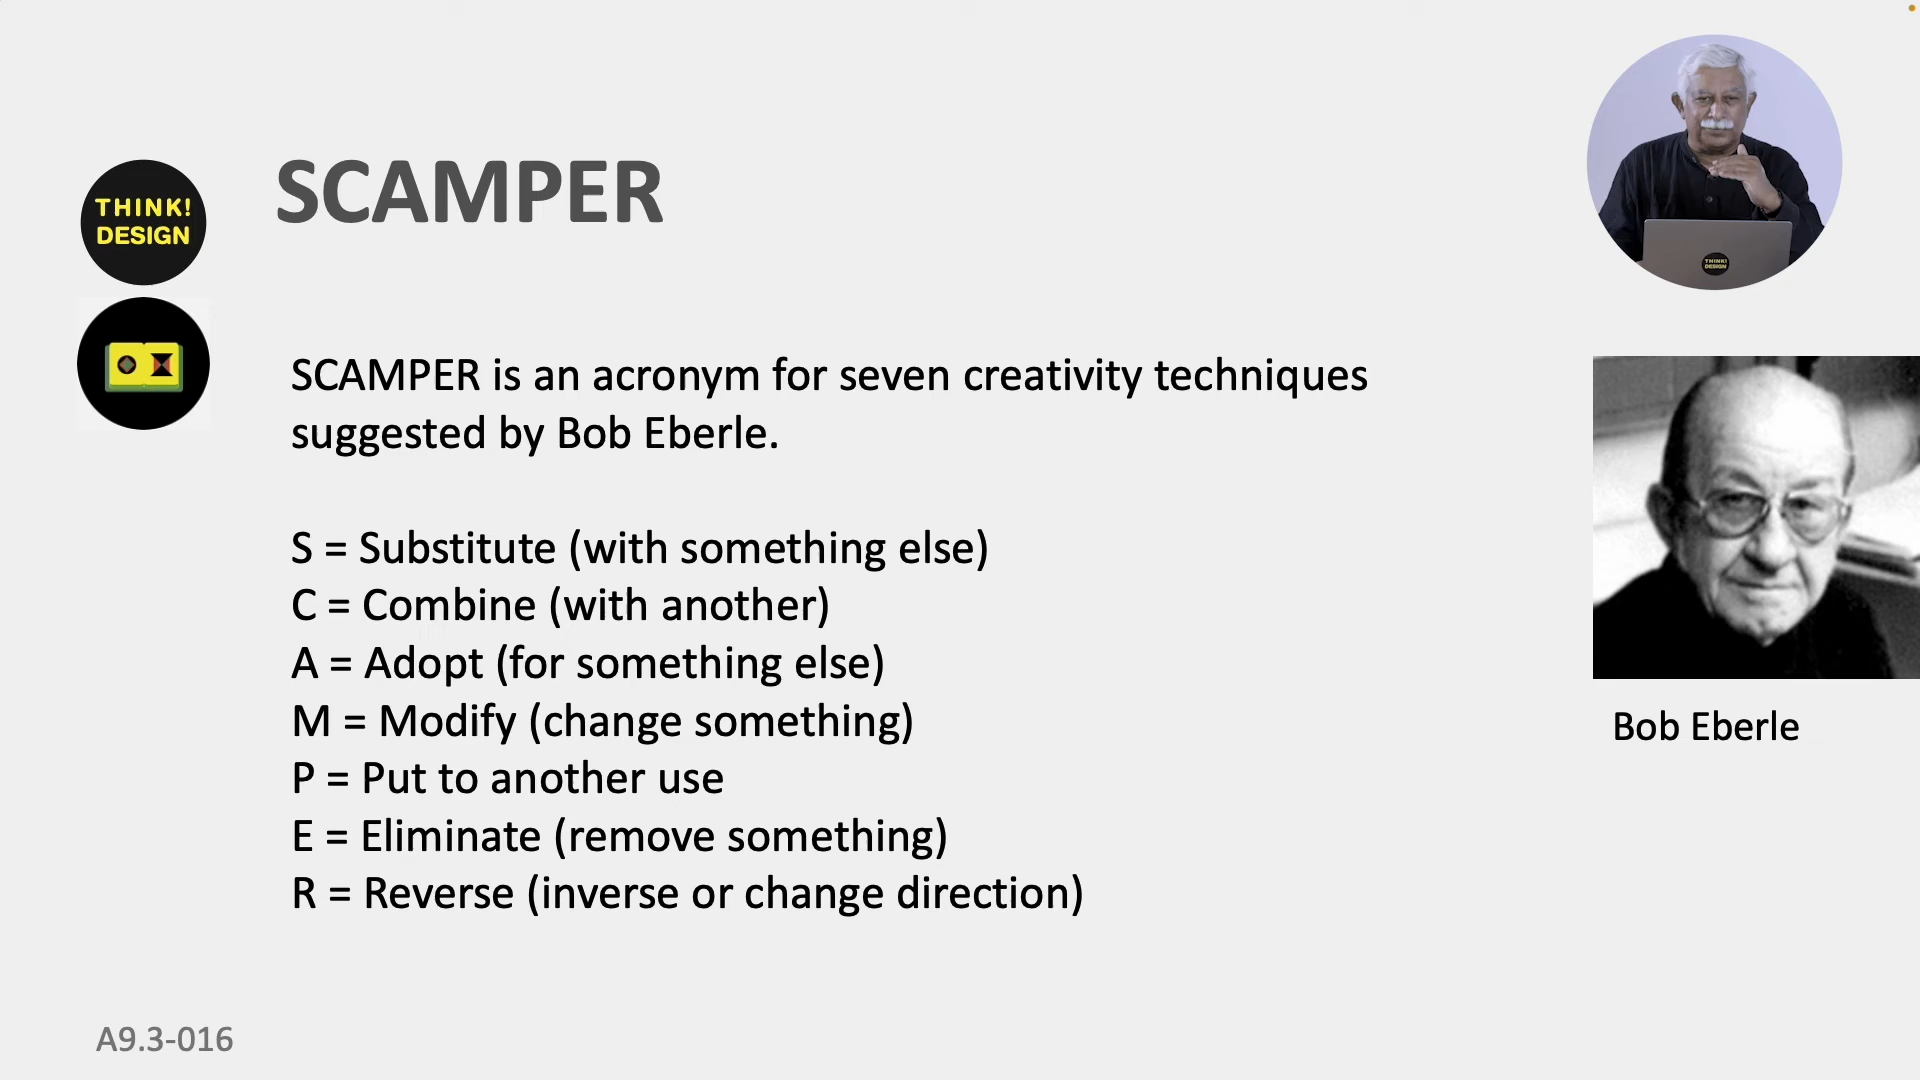 SCAMPER
THINK!
DESIGN
SCAMPER is an acronym for seven creativity techniques
suggested by Bob Eberle.
S = Substitute (with something else)
C = Combine (with another)
A = Adopt (for something else)
M = Modify (change something)
P = Put to another use
E = Eliminate (remove something)
R = Reverse (inverse or change direction)
THINK!
DESIGN
Bob Eberle
A9.3-016